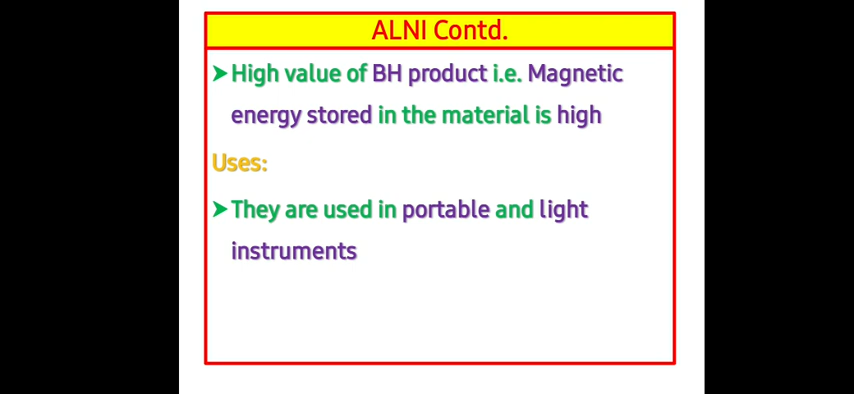 ALNI Contd.
➤High value of BH product i.e. Magnetic
energy stored in the material is high
Uses:
➤They are used in portable and light
instruments